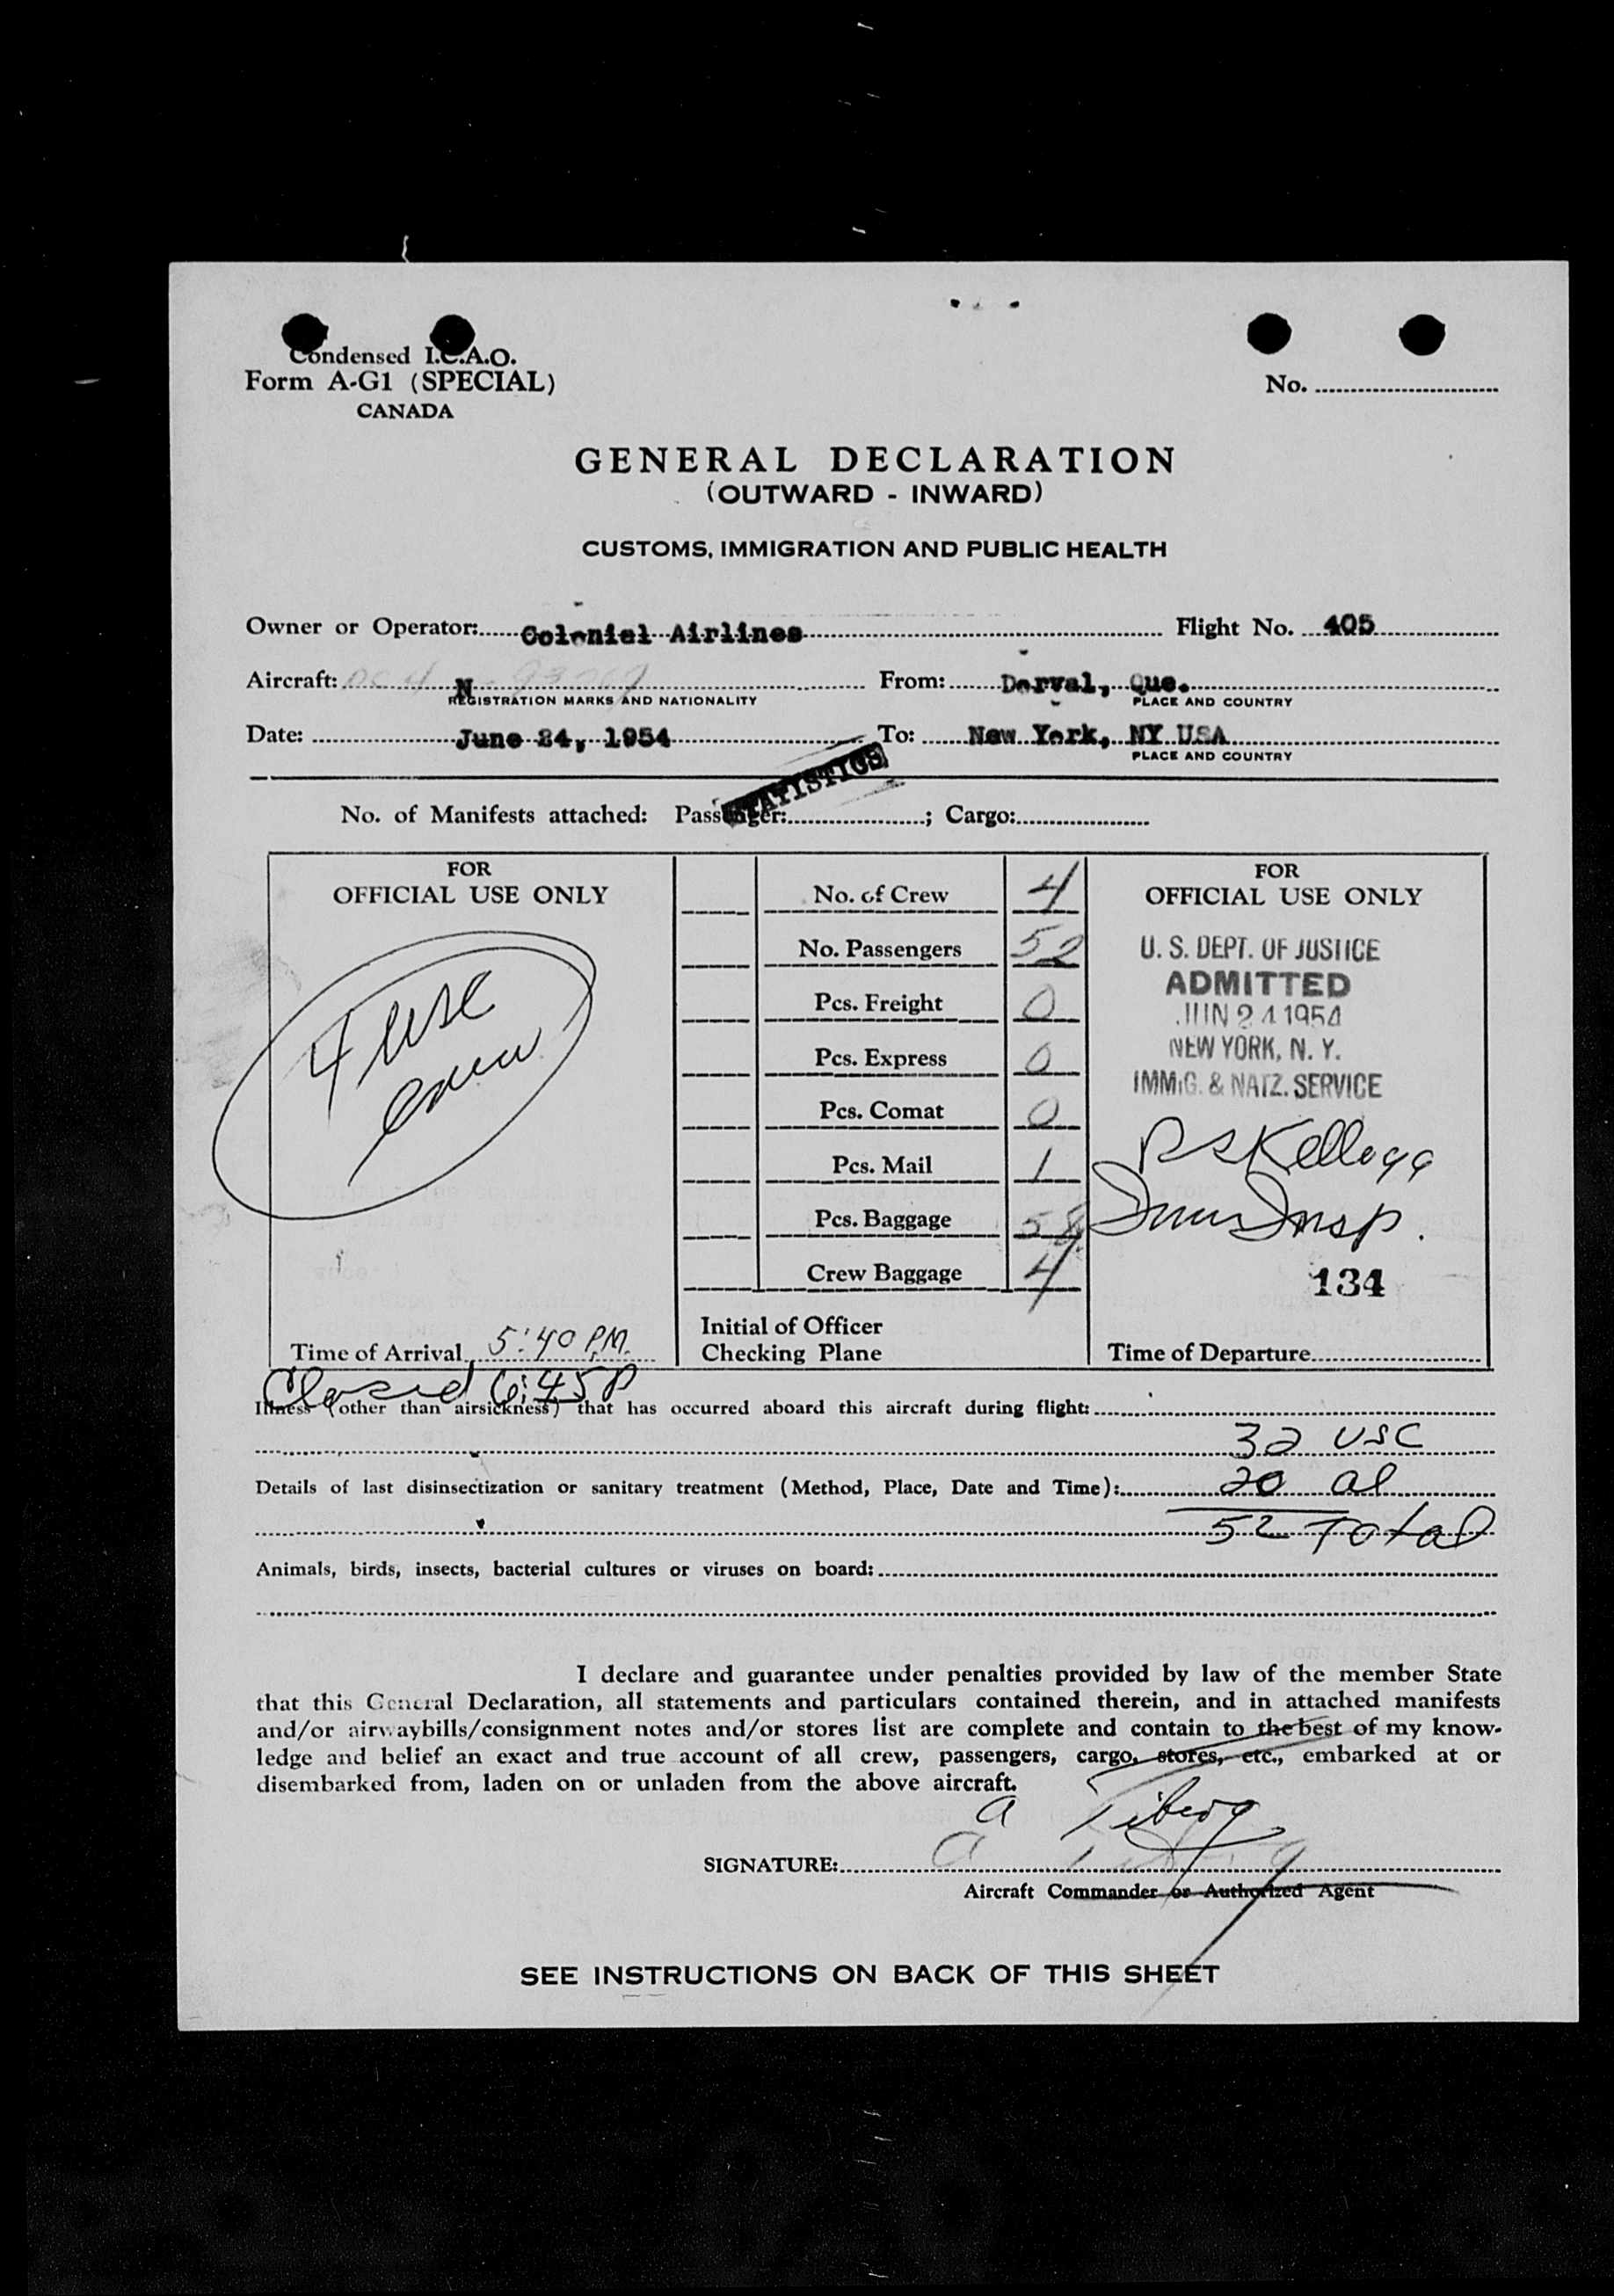 Condensed I.C.A.O.
Form A-G1 (SPECIAL)
CANADA
No.
GENERAL DECLARATION
(OUTWARD - INWARD)
CUSTOMS, IMMIGRATION AND PUBLIC HEALTH
Owner or Operator: Colonial Airlines Flight No. 405
Aircraft: DC4 N From: Dorval, Que.
REGISTRATION MARKS AND NATIONALITY PLACE AND COUNTRY
Date: June 24, 1954 To: New York, NY USA
PLACE AND COUNTRY
STATISTICS
No. of Manifests attached: Passenger: ; Cargo:
FOR
OFFICIAL USE ONLY
4 USC
crew
Time of Arrival 5:40 P.M.
No. of Crew 4
No. Passengers 52
Pcs. Freight 0
Pcs. Express 0
Pcs. Comat 0
Pcs. Mail 1
Pcs. Baggage 58
Crew Baggage 4
Initial of Officer
Checking Plane
FOR
OFFICIAL USE ONLY
U. S. DEPT. OF JUSTICE
ADMITTED
JUN 24 1954
NEW YORK, N. Y.
IMMIG. & NATZ. SERVICE
RSKellogg
Imm Insp.
134
Time of Departure
Closed 6:45P
Illness (other than airsickness) that has occurred aboard this aircraft during flight:
32 USC
Details of last disinsectization or sanitary treatment (Method, Place, Date and Time): 20 al
52 Total
Animals, birds, insects, bacterial cultures or viruses on board:
I declare and guarantee under penalties provided by law of the member State
that this General Declaration, all statements and particulars contained therein, and in attached manifests
and/or airwaybills/consignment notes and/or stores list are complete and contain to the best of my know-
ledge and belief an exact and true account of all crew, passengers, cargo, stores, etc., embarked at or
disembarked from, laden on or unladen from the above aircraft.
A
SIGNATURE:
Aircraft Commander or Authorized Agent
SEE INSTRUCTIONS ON BACK OF THIS SHEET